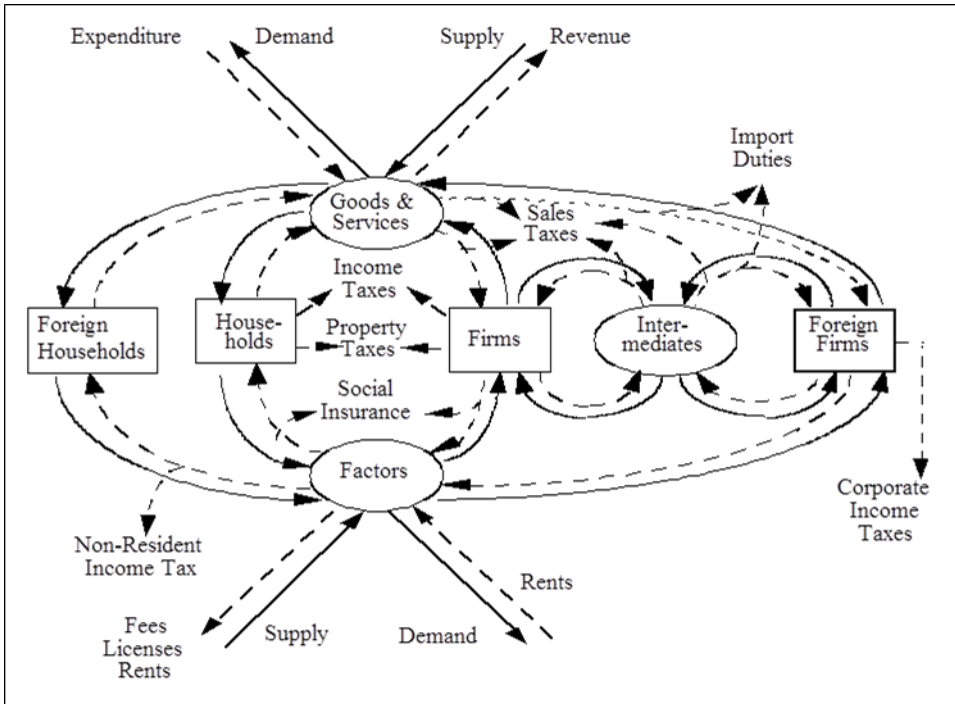 Expenditure
Demand
Supply
Revenue
Import
Duties
Goods &
Services
Sales
Taxes
Income
Taxes
Foreign
Households
House-
holds
Property
Taxes
Firms
Inter-
mediates
Foreign
Firms
Social
Insurance
Factors
Corporate
Income
Taxes
Non-Resident
Income Tax
Rents
Fees
Licenses
Rents
Supply
Demand